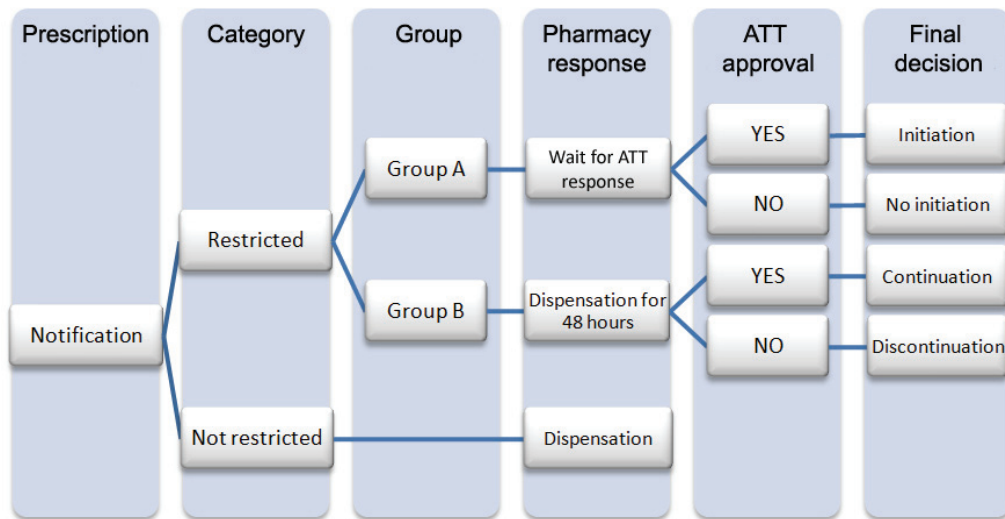 Prescription
Category
Group
Pharmacy
response
ATT
approval
Final
decision
Notification
Restricted
Not restricted
Group A
Group B
Wait for ATT
response
Dispensation for
48 hours
Dispensation
YES
NO
YES
NO
Initiation
No initiation
Continuation
Discontinuation